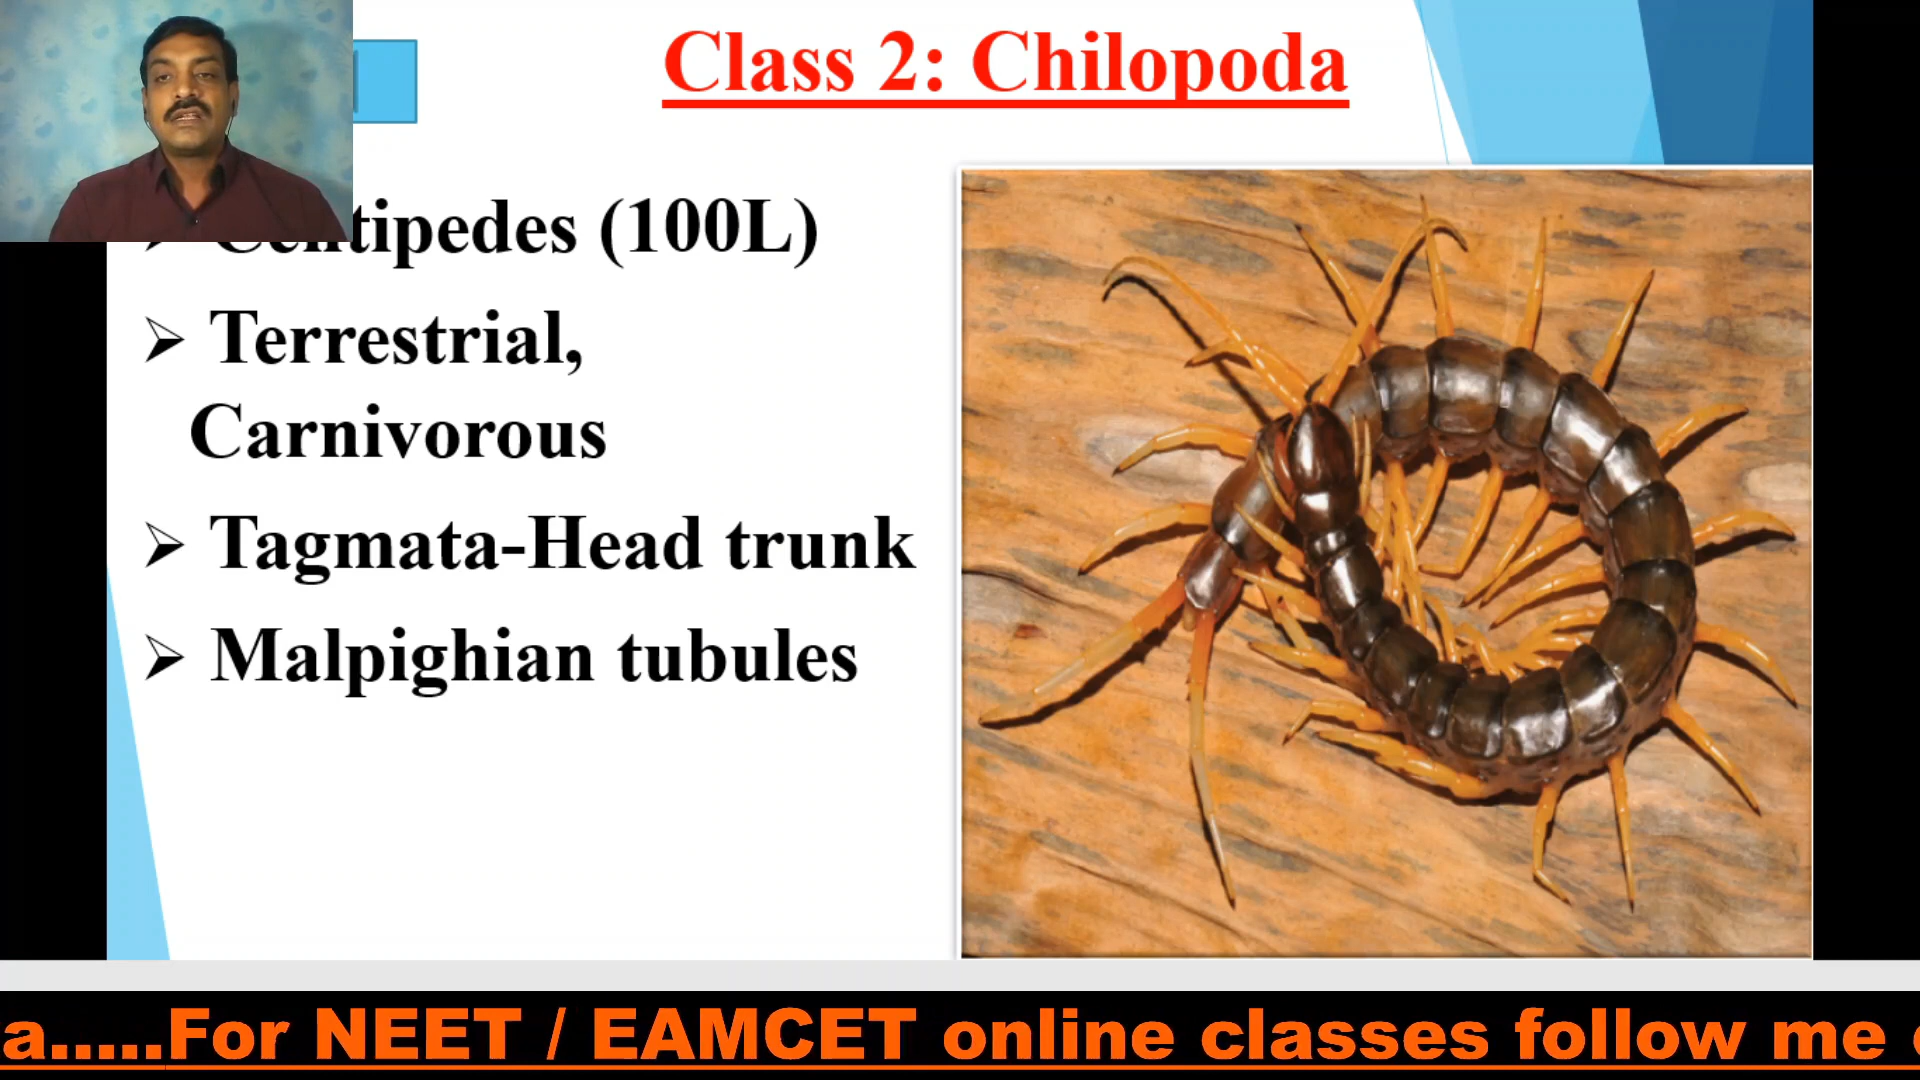 Class 2: Chilopoda
➢ Centipedes (100L)
➢ Terrestrial,
Carnivorous
➢ Tagmata-Head trunk
➢ Malpighian tubules
a.....For NEET / EAMCET online classes follow me